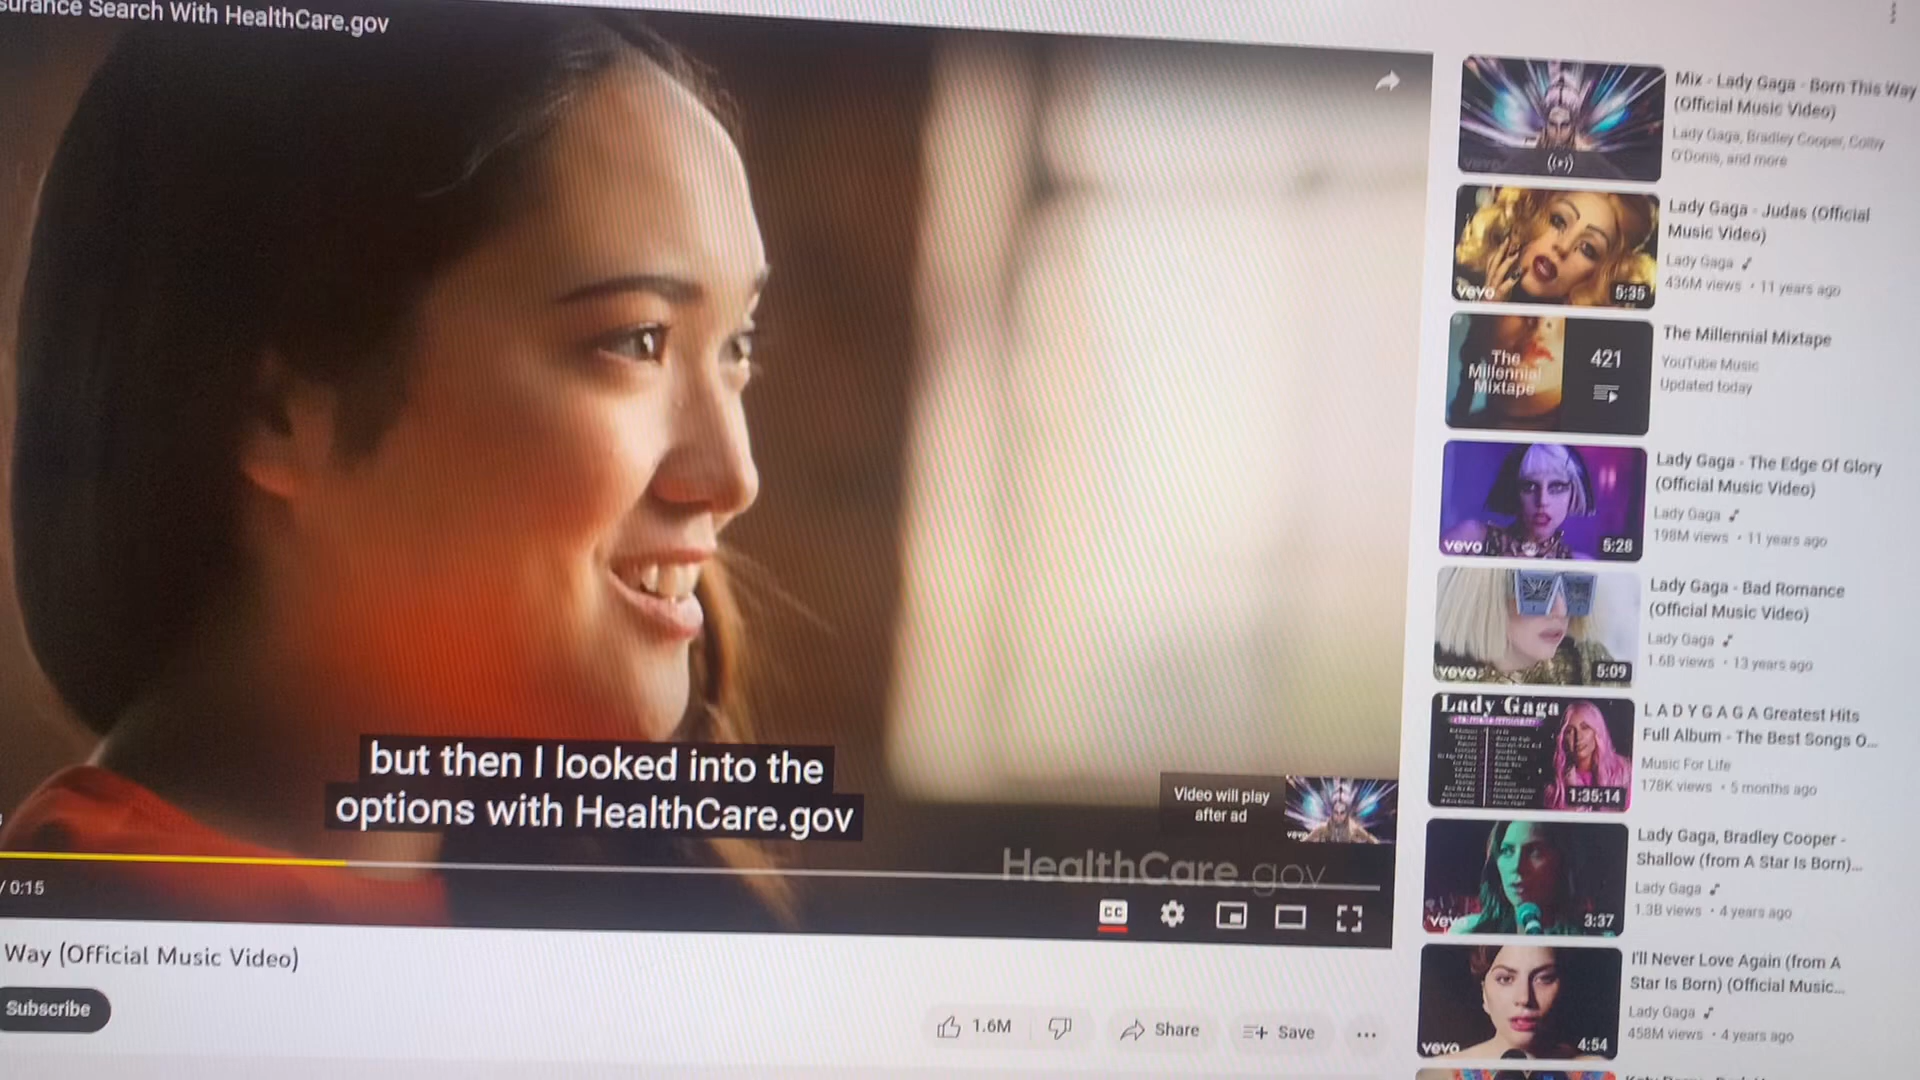 surance Search With HealthCare.gov
but then I looked into the
options with HealthCare.gov
Video will play
after ad
vevo
HealthCare.gov
/ 0:15
CC
Way (Official Music Video)
Subscribe
1.6M
Share
Save
Mix - Lady Gaga - Born This Way
(Official Music Video)
Lady Gaga, Bradley Cooper, Colby
O'Donis, and more
vevo
Lady Gaga - Judas (Official
Music Video)
Lady Gaga
436M views • 11 years ago
vevo
5:35
The Millennial Mixtape
YouTube Music
Updated today
The
Millennial
Mixtape
421
Lady Gaga - The Edge Of Glory
(Official Music Video)
Lady Gaga
198M views • 11 years ago
vevo
5:28
Lady Gaga - Bad Romance
(Official Music Video)
Lady Gaga
1.6B views • 13 years ago
vevo
5:09
L A D Y G A G A Greatest Hits
Full Album - The Best Songs O...
Music For Life
178K views • 5 months ago
Lady Gaga
1:35:14
Lady Gaga, Bradley Cooper -
Shallow (from A Star Is Born)...
Lady Gaga
1.3B views • 4 years ago
vevo
3:37
I'll Never Love Again (from A
Star Is Born) (Official Music...
Lady Gaga
458M views • 4 years ago
vevo
4:54